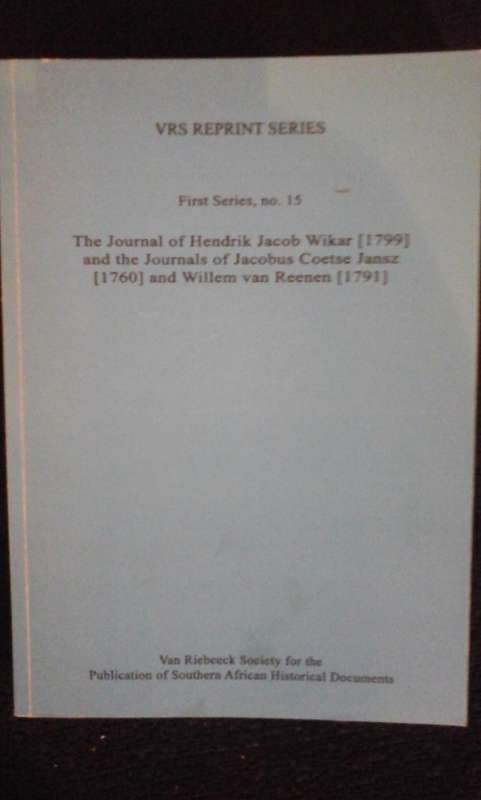 VRS REPRINT SERIES
First Series, no. 15
The Journal of Hendrik Jacob Wikar [1799]
and the Journals of Jacobus Coetse Jansz
[1760] and Willem van Reenen [1791]
Van Riebeeck Society for the
Publication of Southern African Historical Documents